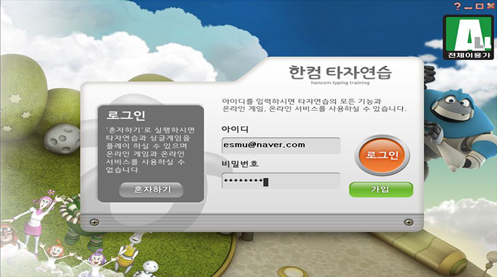 전체이용가
한컴 타자연습
hancom typing training
로그인
'혼자하기'로 실행하시면
타자연습과 싱글게임을
플레이 하실 수 있으며
온라인 게임과 온라인
서비스를 사용하실 수
없습니다.
혼자하기
아이디를 입력하시면 타자연습의 모든 기능과
온라인 게임, 온라인 서비스를 사용하실 수 있습니다.
아이디
esmu@naver.com
비밀번호
********
로그인
가입